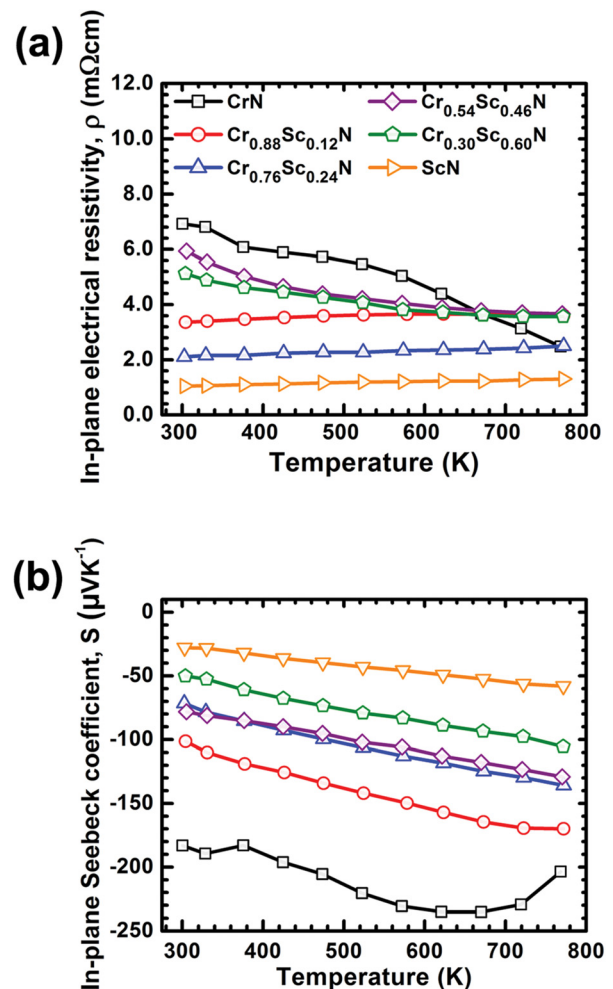 (a)
In-plane electrical resistivity, ρ (mΩcm)
12.0
10.0
8.0
6.0
4.0
2.0
0.0
CrN
Cr0.88Sc0.12N
Cr0.76Sc0.24N
Cr0.54Sc0.46N
Cr0.30Sc0.60N
ScN
300 400 500 600 700 800
Temperature (K)
(b)
In-plane Seebeck coefficient, S (μVK-1)
0
-50
-100
-150
-200
-250
300 400 500 600 700 800
Temperature (K)